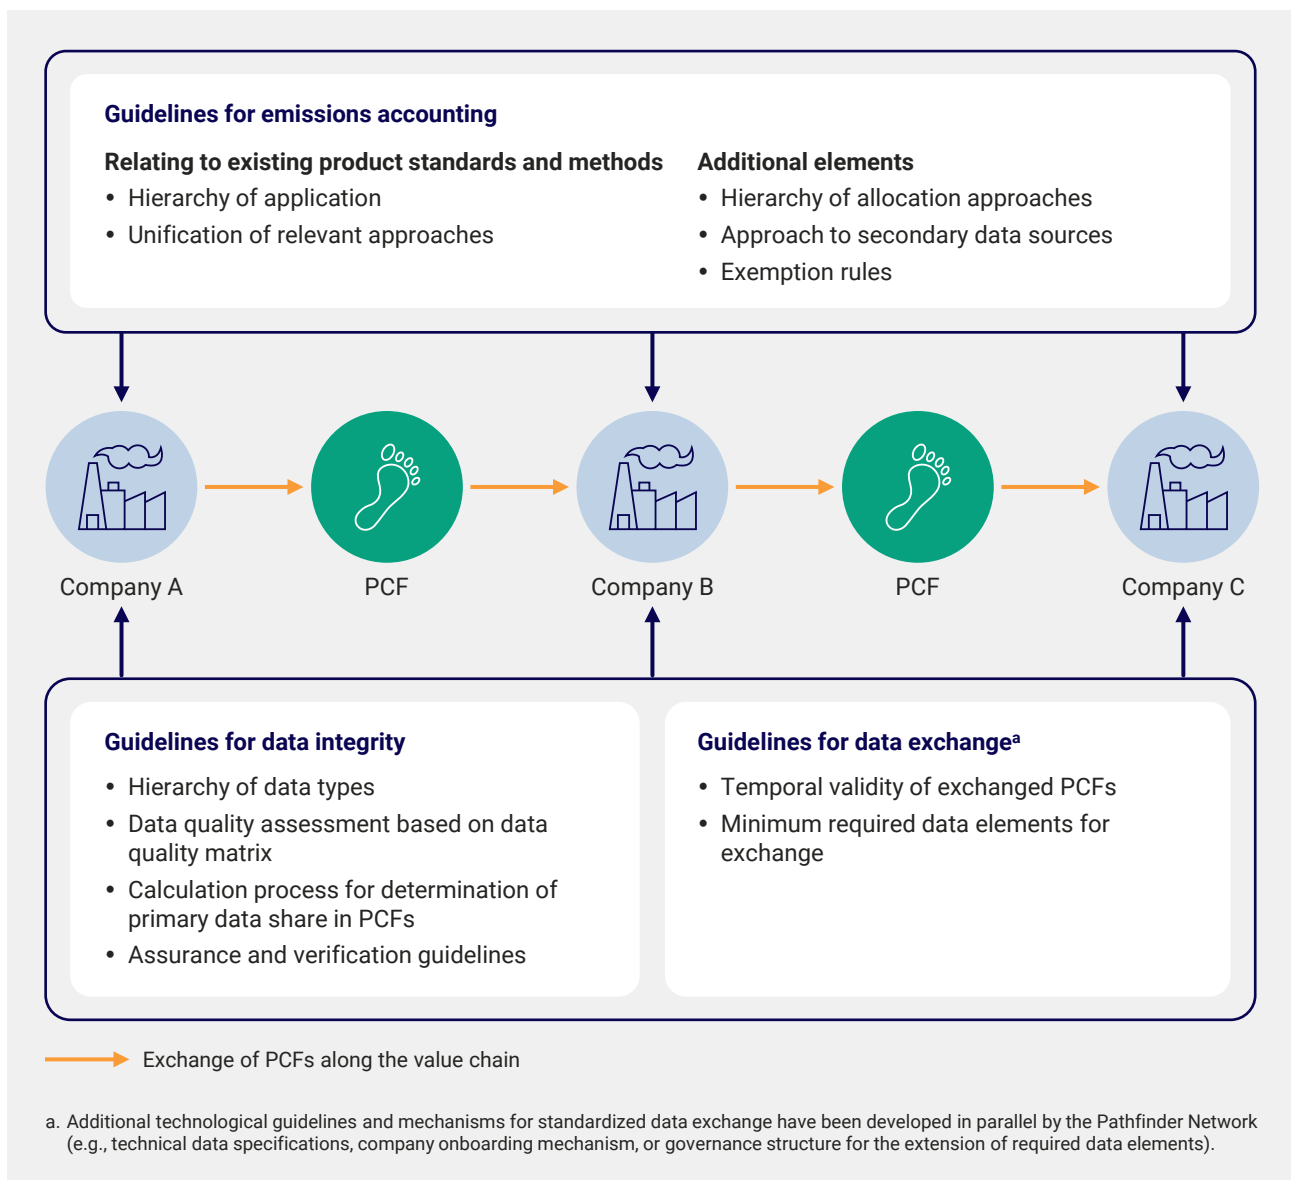 Guidelines for emissions accounting
Relating to existing product standards and methods
• Hierarchy of application
• Unification of relevant approaches
Additional elements
• Hierarchy of allocation approaches
• Approach to secondary data sources
• Exemption rules
Company A
PCF
Company B
PCF
Company C
Guidelines for data integrity
• Hierarchy of data types
• Data quality assessment based on data
quality matrix
• Calculation process for determination of
primary data share in PCFs
• Assurance and verification guidelines
Guidelines for data exchangeᵃ
• Temporal validity of exchanged PCFs
• Minimum required data elements for
exchange
Exchange of PCFs along the value chain
a. Additional technological guidelines and mechanisms for standardized data exchange have been developed in parallel by the Pathfinder Network
(e.g., technical data specifications, company onboarding mechanism, or governance structure for the extension of required data elements).